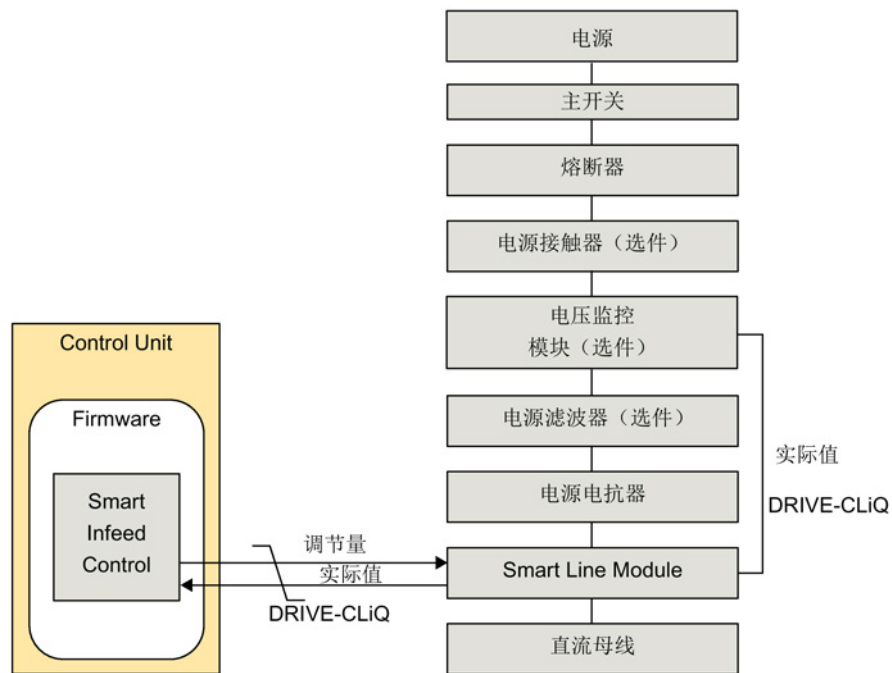 电源
主开关
熔断器
电源接触器（选件）
电压监控
模块（选件）
电源滤波器（选件）
电源电抗器
Smart Line Module
直流母线
实际值
DRIVE-CLiQ
Control Unit
Firmware
Smart
Infeed
Control
调节量
实际值
DRIVE-CLiQ